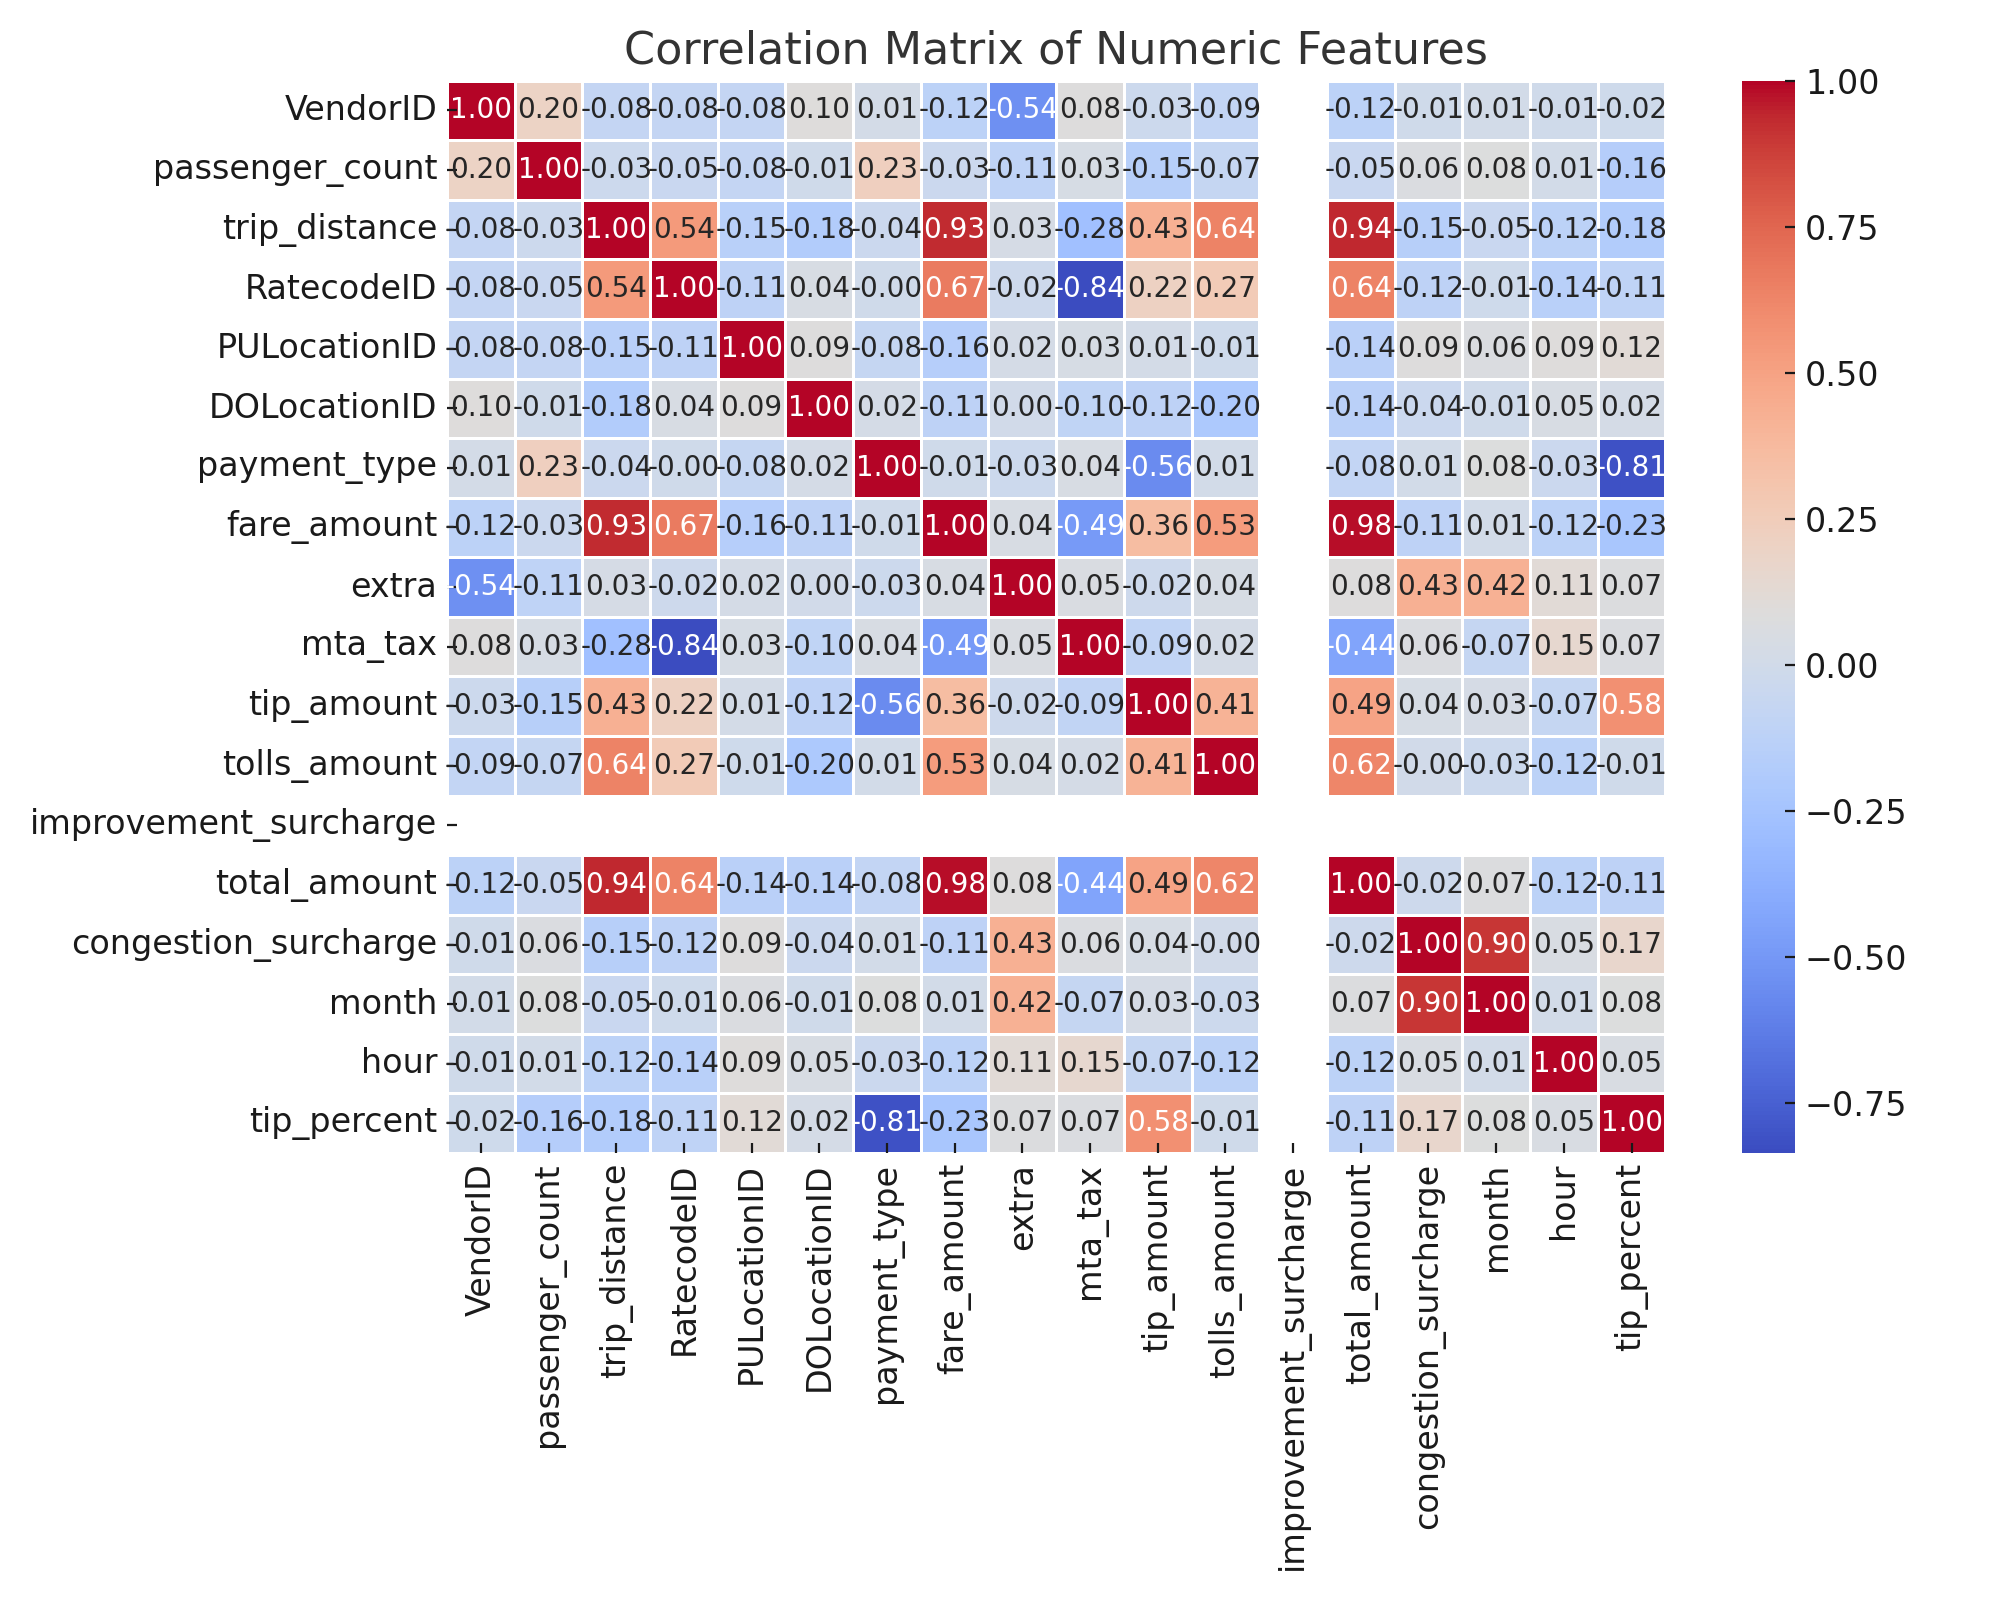 Correlation Matrix of Numeric Features
VendorID 1.00 0.20 -0.08 -0.08 -0.08 0.10 0.01 -0.12 -0.54 0.08 -0.03 -0.09 -0.12 -0.01 0.01 -0.01 -0.02
passenger_count 0.20 1.00 -0.03 -0.05 -0.08 -0.01 0.23 -0.03 -0.11 0.03 -0.15 -0.07 -0.05 0.06 0.08 0.01 -0.16
trip_distance -0.08 -0.03 1.00 0.54 -0.15 -0.18 -0.04 0.93 0.03 -0.28 0.43 0.64 0.94 -0.15 -0.05 -0.12 -0.18
RatecodeID -0.08 -0.05 0.54 1.00 -0.11 0.04 -0.00 0.67 -0.02 -0.84 0.22 0.27 0.64 -0.12 -0.01 -0.14 -0.11
PULocationID -0.08 -0.08 -0.15 -0.11 1.00 0.09 -0.08 -0.16 0.02 0.03 0.01 -0.01 -0.14 0.09 0.06 0.09 0.12
DOLocationID 0.10 -0.01 -0.18 0.04 0.09 1.00 0.02 -0.11 0.00 -0.10 -0.12 -0.20 -0.14 -0.04 -0.01 0.05 0.02
payment_type 0.01 0.23 -0.04 -0.00 -0.08 0.02 1.00 -0.01 -0.03 0.04 -0.56 0.01 -0.08 0.01 0.08 -0.03 -0.81
fare_amount -0.12 -0.03 0.93 0.67 -0.16 -0.11 -0.01 1.00 0.04 -0.49 0.36 0.53 0.98 -0.11 0.01 -0.12 -0.23
extra -0.54 -0.11 0.03 -0.02 0.02 0.00 -0.03 0.04 1.00 0.05 -0.02 0.04 0.08 0.43 0.42 0.11 0.07
mta_tax 0.08 0.03 -0.28 -0.84 0.03 -0.10 0.04 -0.49 0.05 1.00 -0.09 0.02 -0.44 0.06 -0.07 0.15 0.07
tip_amount -0.03 -0.15 0.43 0.22 0.01 -0.12 -0.56 0.36 -0.02 -0.09 1.00 0.41 0.49 0.04 0.03 -0.07 0.58
tolls_amount -0.09 -0.07 0.64 0.27 -0.01 -0.20 0.01 0.53 0.04 0.02 0.41 1.00 0.62 -0.00 -0.03 -0.12 -0.01
improvement_surcharge
total_amount -0.12 -0.05 0.94 0.64 -0.14 -0.14 -0.08 0.98 0.08 -0.44 0.49 0.62 1.00 -0.02 0.07 -0.12 -0.11
congestion_surcharge -0.01 0.06 -0.15 -0.12 0.09 -0.04 0.01 -0.11 0.43 0.06 0.04 -0.00 -0.02 1.00 0.90 0.05 0.17
month 0.01 0.08 -0.05 -0.01 0.06 -0.01 0.08 0.01 0.42 -0.07 0.03 -0.03 0.07 0.90 1.00 0.01 0.08
hour -0.01 0.01 -0.12 -0.14 0.09 0.05 -0.03 -0.12 0.11 0.15 -0.07 -0.12 -0.12 0.05 0.01 1.00 0.05
tip_percent -0.02 -0.16 -0.18 -0.11 0.12 0.02 -0.81 -0.23 0.07 0.07 0.58 -0.01 -0.11 0.17 0.08 0.05 1.00
VendorID
passenger_count
trip_distance
RatecodeID
PULocationID
DOLocationID
payment_type
fare_amount
extra
mta_tax
tip_amount
tolls_amount
improvement_surcharge
total_amount
congestion_surcharge
month
hour
tip_percent
1.00
0.75
0.50
0.25
0.00
−0.25
−0.50
−0.75